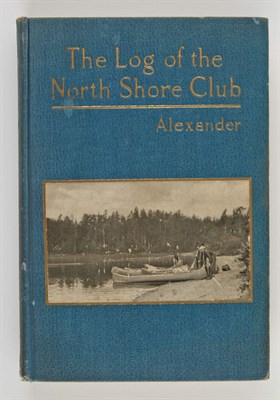 The Log of the
North Shore Club
Alexander